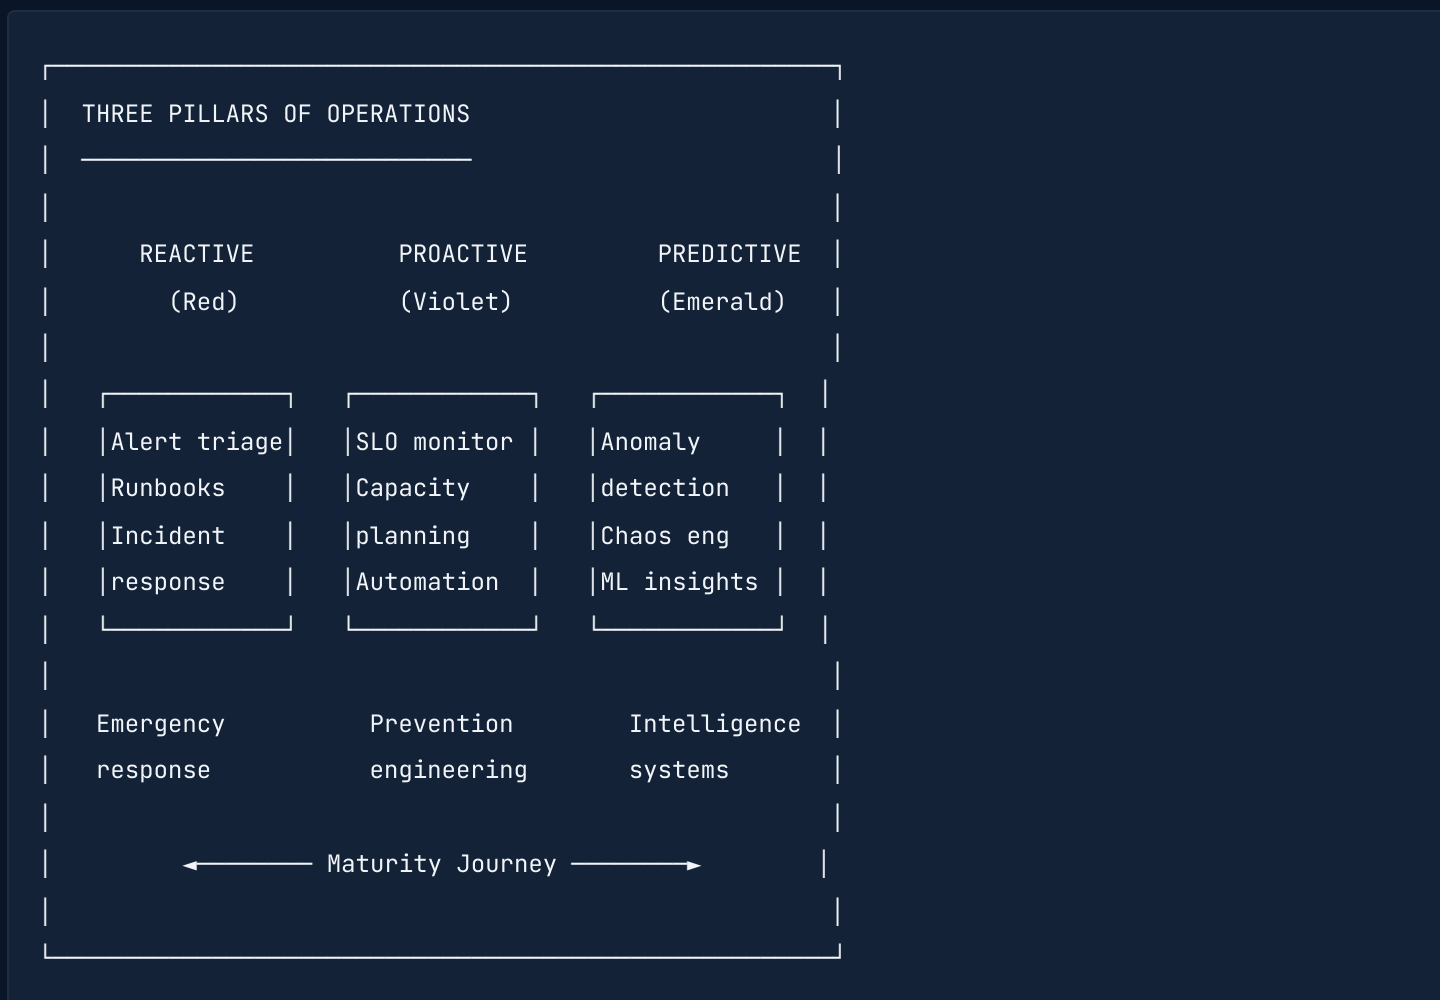 THREE PILLARS OF OPERATIONS
REACTIVE PROACTIVE PREDICTIVE
(Red) (Violet) (Emerald)
Alert triage SLO monitor Anomaly
Runbooks Capacity detection
Incident planning Chaos eng
response Automation ML insights
Emergency Prevention Intelligence
response engineering systems
Maturity Journey